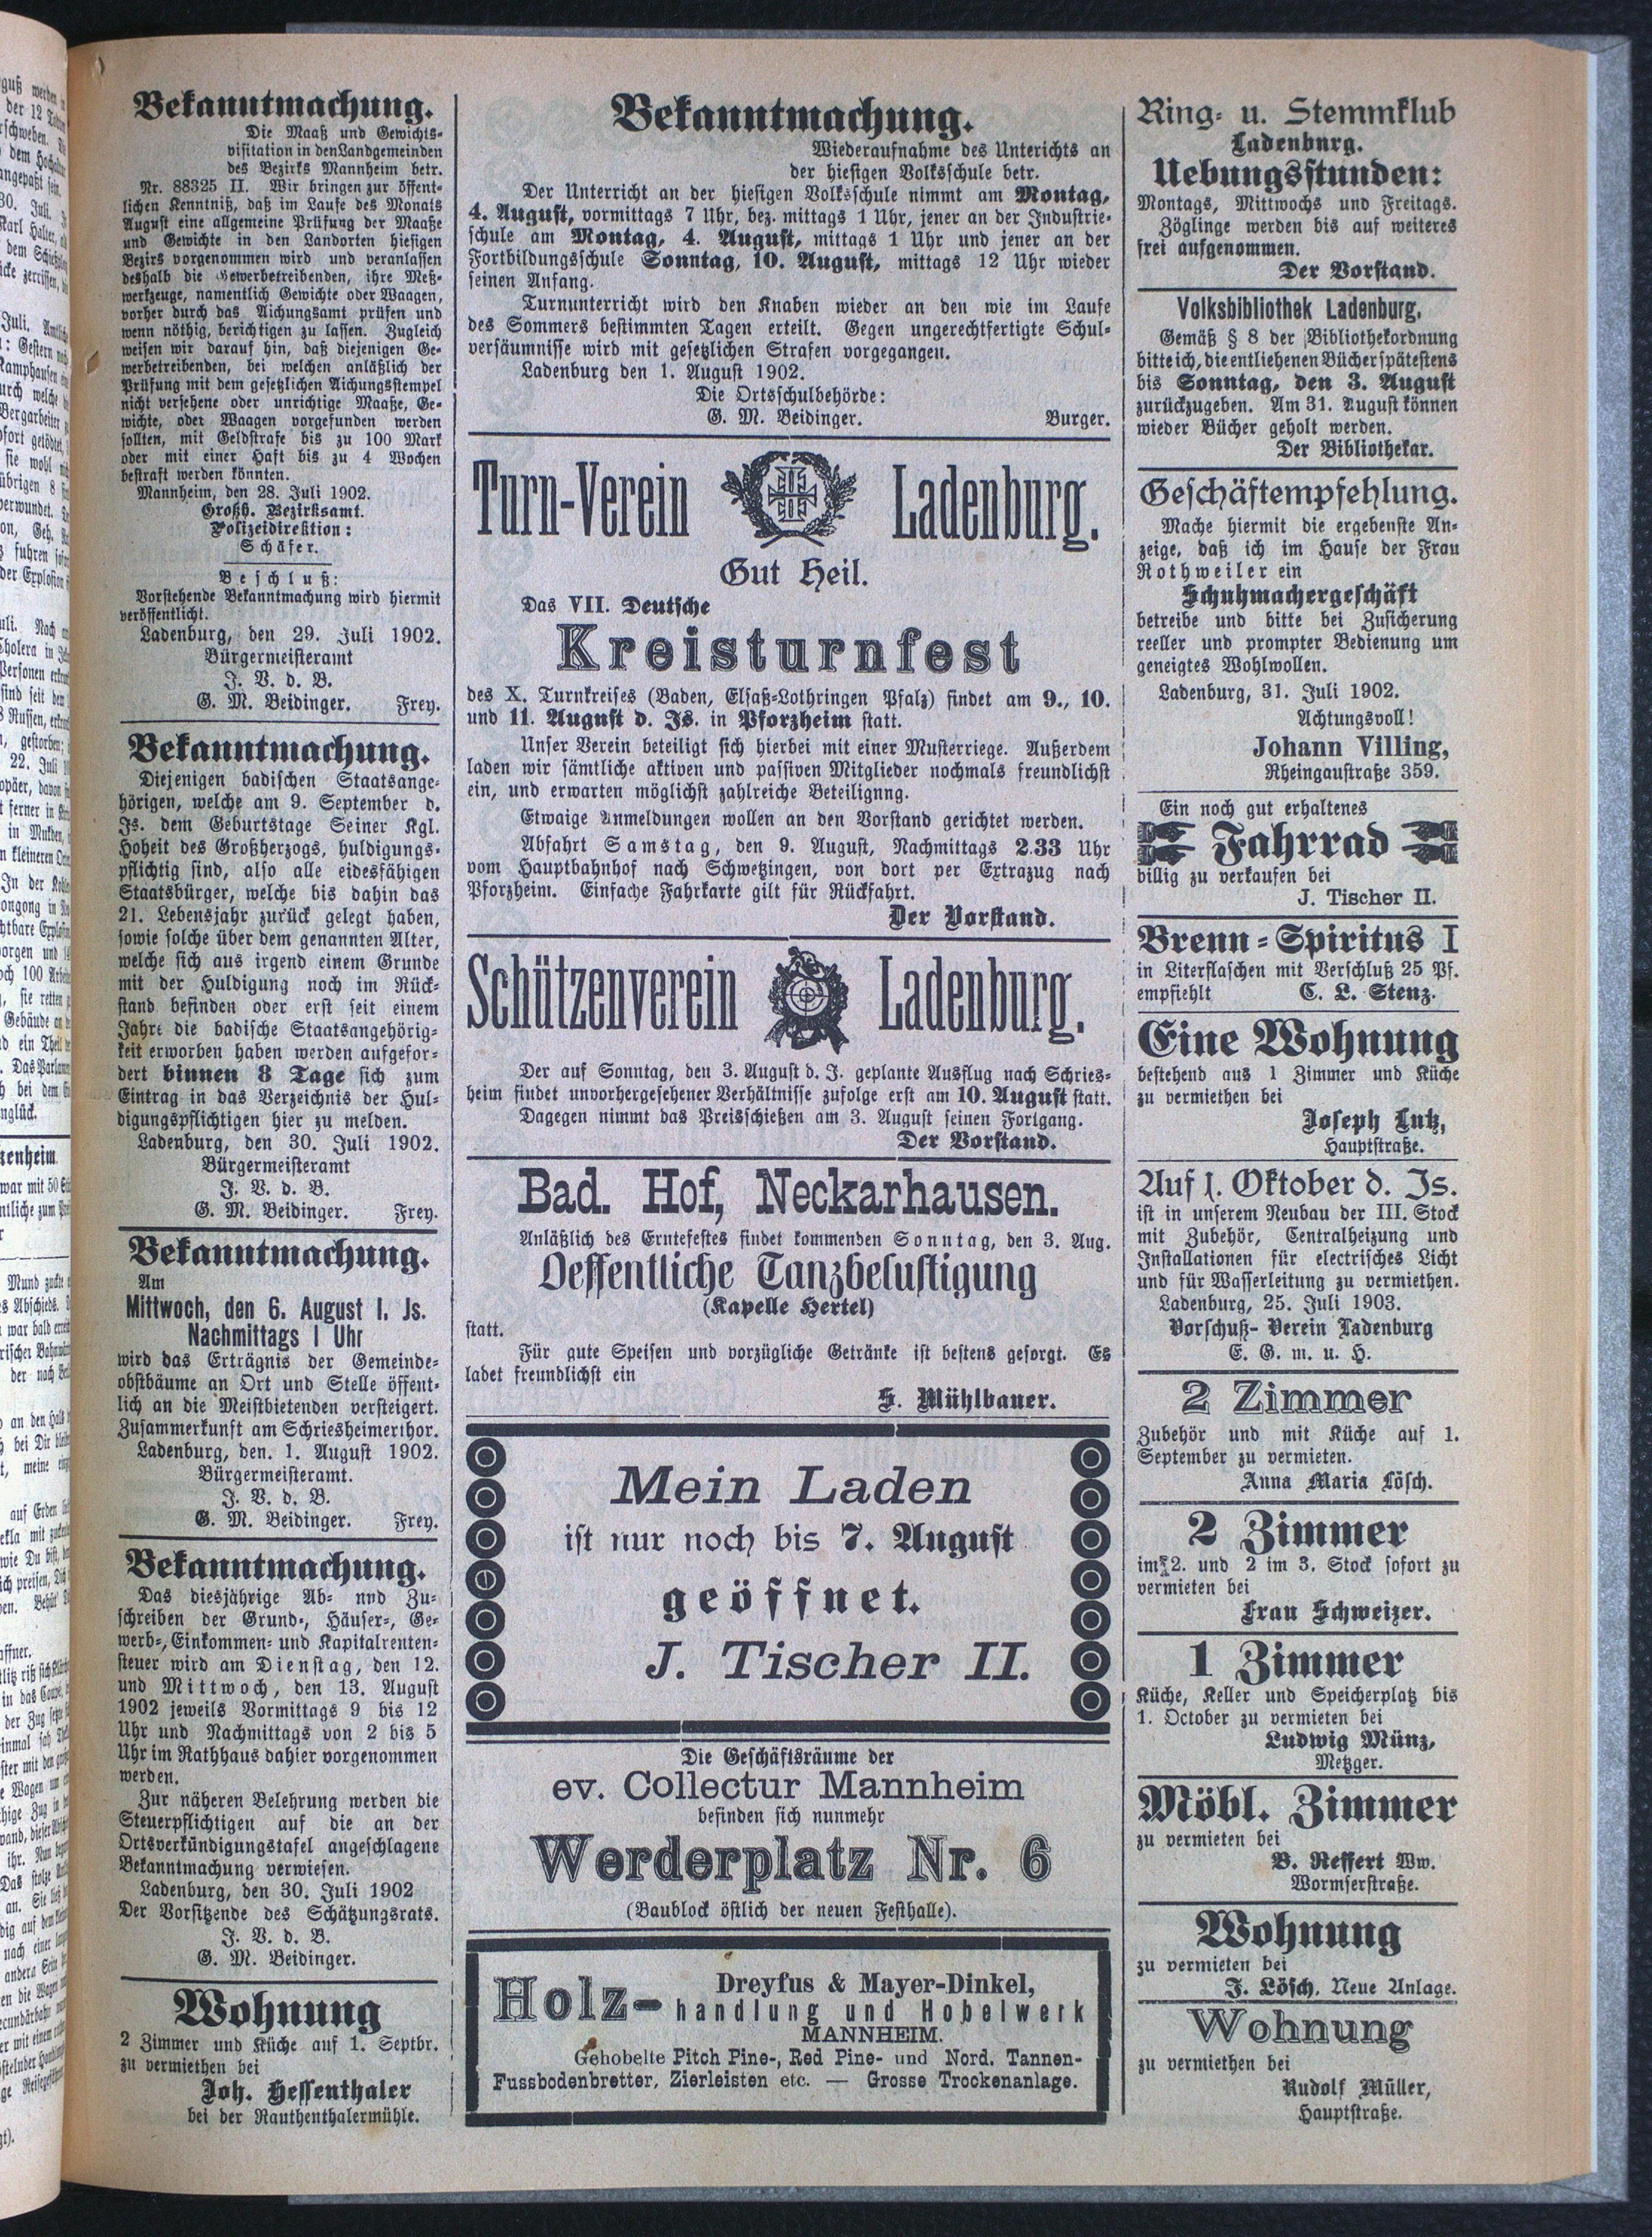 Bekanntmachung.
Die Maaß und Gewichts-
visitation in denLandgemeinden
des Bezirks Mannheim betr.
Nr. 88325 II. Wir bringen zur öffent-
lichen Kenntniß, daß im Laufe des Monats
August eine allgemeine Prüfung der Maaße
und Gewichte in den Landorten hiesigen
Bezirs vorgenommen wird und veranlassen
deshalb die Gewerbetreibenden, ihre Meß-
werkzeuge, namentlich Gewichte oder Waagen,
vorher durch das Aichungsamt prüfen und
wenn nöthig, berichtigen zu lassen. Zugleich
weisen wir darauf hin, daß diejenigen Ge-
werbetreibenden, bei welchen anläßlich der
Prüfung mit dem gesetzlichen Aichungsstempel
nicht versehene oder unrichtige Maaße, Ge-
wichte, oder Waagen vorgefunden werden
sollten, mit Geldstrafe bis zu 100 Mark
oder mit einer Haft bis zu 4 Wochen
bestraft werden könnten.
Mannheim, den 28. Juli 1902.
Großh. Bezirksamt.
Polizeidirektion:
Schäfer.
Beschluß:
Vorstehende Bekanntmachung wird hiermit
veröffentlicht.
Ladenburg, den 29. Juli 1902.
Bürgermeisteramt
J. V. d. B.
G. M. Beidinger. Frey.
Bekanntmachung.
Diejenigen badischen Staatsange-
hörigen, welche am 9. September d.
Js. dem Geburtstage Seiner Kgl.
Hoheit des Großherzogs, huldigungs-
pflichtig sind, also alle eidesfähigen
Staatsbürger, welche bis dahin das
21. Lebensjahr zurück gelegt haben,
sowie solche über dem genannten Alter,
welche sich aus irgend einem Grunde
mit der Huldigung noch im Rück-
stand befinden oder erst seit einem
Jahre die badische Staatsangehörig-
keit erworben haben werden aufgefor-
dert binnen 8 Tage sich zum
Eintrag in das Verzeichnis der Hul-
digungspflichtigen hier zu melden.
Ladenburg, den 30. Juli 1902.
Bürgermeisteramt
J. V. d. B.
G. M. Beidinger. Frey.
Bekanntmachung.
Am
Mittwoch, den 6. August l. Js.
Nachmittags 1 Uhr
wird das Erträgnis der Gemeinde-
obstbäume an Ort und Stelle öffent-
lich an die Meistbietenden versteigert.
Zusammerkunft am Schriesheimerthor.
Ladenburg, den. 1. August 1902.
Bürgermeisteramt.
J. V. d. B.
G. M. Beidinger. Frey.
Bekanntmachung.
Das diesjährige Ab- nnd Zu-
schreiben der Grund-, Häuser-, Ge-
werb-, Einkommen- und Kapitalrenten-
steuer wird am Dienstag, den 12.
und Mittwoch, den 13. August
1902 jeweils Vormittags 9 bis 12
Uhr und Nachmittags von 2 bis 5
Uhr im Rathhaus dahier vorgenommen
werden.
Zur näheren Belehrung werden die
Steuerpflichtigen auf die an der
Ortsverkündigungstafel angeschlagene
Bekanntmachung verwiesen.
Ladenburg, den 30. Juli 1902
Der Vorsitzende des Schätzungsrats.
J. V. d. B.
G. M. Beidinger.
Wohnung
2 Zimmer und Küche auf 1. Septbr.
zu vermiethen bei
Joh. Hessenthaler
bei der Rauthenthalermühle.
Bekanntmachung.
Wiederaufnahme des Unterichts an
der hiesigen Volksschule betr.
Der Unterricht an der hiesigen Volksschule nimmt am Montag,
4. August, vormittags 7 Uhr, bez. mittags 1 Uhr, jener an der Industrie-
schule am Montag, 4. August, mittags 1 Uhr und jener an der
Fortbildungsschule Sonntag, 10. August, mittags 12 Uhr wieder
seinen Anfang.
Turnunterricht wird den Knaben wieder an den wie im Laufe
des Sommers bestimmten Tagen erteilt. Gegen ungerechtfertigte Schul-
versäumnisse wird mit gesetzlichen Strafen vorgegangen.
Ladenburg den 1. August 1902.
Die Ortsschulbehörde:
G. M. Beidinger. Burger.
Turn-Verein Ladenburg.
Gut Heil.
Das VII. Deutsche
Kreisturnfest
des X. Turnkreises (Baden, Elsaß-Lothringen Pfalz) findet am 9., 10.
und 11. August d. Js. in Pforzheim statt.
Unser Verein beteiligt sich hierbei mit einer Musterriege. Außerdem
laden wir sämtliche aktiven und passiven Mitglieder nochmals freundlichst
ein, und erwarten möglichst zahlreiche Beteilignng.
Etwaige Anmeldungen wollen an den Vorstand gerichtet werden.
Abfahrt Samstag, den 9. August, Nachmittags 2.33 Uhr
vom Hauptbahnhof nach Schwetzingen, von dort per Extrazug nach
Pforzheim. Einfache Fahrkarte gilt für Rückfahrt.
Der Vorstand.
Schützenverein Ladenburg.
Der auf Sonntag, den 3. August d. J. geplante Ausflug nach Schries-
heim findet unvorhergesehener Verhältnisse zufolge erst am 10. August statt.
Dagegen nimmt das Preisschießen am 3. August seinen Fortgang.
Der Vorstand.
Bad. Hof, Neckarhausen.
Anläßlich des Erntefestes findet kommenden Sonntag, den 3. Aug.
Oeffentliche Tanzbelustigung
(Kapelle Hertel)
statt.
Für gute Speisen und vorzügliche Getränke ist bestens gesorgt. Es
ladet freundlichst ein
H. Mühlbauer.
Mein Laden
ist nur noch bis 7. August
geöffnet.
J. Tischer II.
Die Geschäftsräume der
ev. Collectur Mannheim
befinden sich nunmehr
Werderplatz Nr. 6
(Baublock östlich der neuen Festhalle).
Dreyfus & Mayer-Dinkel,
Holz-handlung und Hobelwerk
MANNHEIM.
Gehobelte Pitch Pine-, Red Pine- und Nord. Tannen-
Fussbodenbretter, Zierleisten etc. — Grosse Trockenanlage.
Ring- u. Stemmklub
Ladenburg.
Uebungsstunden:
Montags, Mittwochs und Freitags.
Zöglinge werden bis auf weiteres
frei aufgenommen.
Der Vorstand.
Volksbibliothek Ladenburg.
Gemäß § 8 der Bibliothekordnung
bitte ich, die entliehenen Bücher spätestens
bis Sonntag, den 3. August
zurückzugeben. Am 31. August können
wieder Bücher geholt werden.
Der Bibliothekar.
Geschäftempfehlung.
Mache hiermit die ergebenste An-
zeige, daß ich im Hause der Frau
Rothweiler ein
Schuhmachergeschäft
betreibe und bitte bei Zusicherung
reeller und prompter Bedienung um
geneigtes Wohlwollen.
Ladenburg, 31. Juli 1902.
Achtungsvoll!
Johann Villing,
Rheingaustraße 359.
Ein noch gut erhaltenes
Fahrrad
billig zu verkaufen bei
J. Tischer II.
Brenn-Spiritus I
in Literflaschen mit Verschluß 25 Pf.
empfiehlt C. L. Stenz.
Eine Wohnung
bestehend aus 1 Zimmer und Küche
zu vermiethen bei
Joseph Lutz,
Hauptstraße.
Auf 1. Oktober d. Js.
ist in unserem Neubau der III. Stock
mit Zubehör, Centralheizung und
Installationen für electrisches Licht
und für Wasserleitung zu vermiethen.
Ladenburg, 25. Juli 1903.
Vorschuß- Verein Ladenburg
E. G. m. u. H.
2 Zimmer
Zubehör und mit Küche auf 1.
September zu vermieten.
Anna Maria Lösch.
2 Zimmer
im 2. und 2 im 3. Stock sofort zu
vermieten bei
Frau Schweizer.
1 Zimmer
Küche, Keller und Speicherplatz bis
1. October zu vermieten bei
Ludwig Münz,
Metzger.
Möbl. Zimmer
zu vermieten bei
B. Reffert Ww.
Wormserstraße.
Wohnung
zu vermieten bei
J. Lösch, Neue Anlage.
Wohnung
zu vermiethen bei
Rudolf Müller,
Hauptstraße.